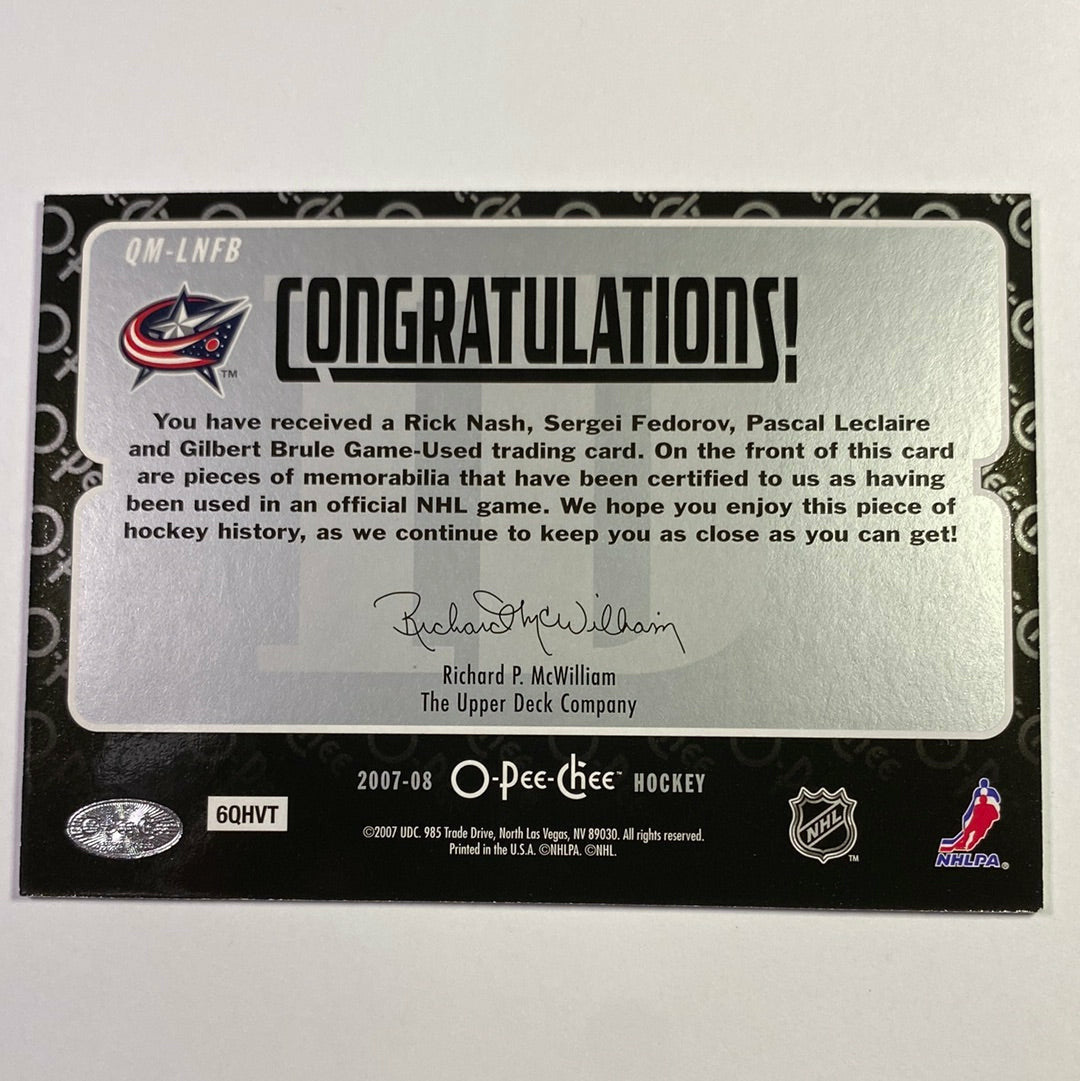 QM-LNFB
CONGRATULATIONS!
TM
You have received a Rick Nash, Sergei Fedorov, Pascal Leclaire
and Gilbert Brule Game-Used trading card. On the front of this card
are pieces of memorabilia that have been certified to us as having
been used in an official NHL game. We hope you enjoy this piece of
hockey history, as we continue to keep you as close as you can get!
Richard McWilliam
Richard P. McWilliam
The Upper Deck Company
2007-08 O-Pee-Chee™ HOCKEY
6QHVT
©2007 UDC. 985 Trade Drive, North Las Vegas, NV 89030. All rights reserved.
Printed in the U.S.A. ©NHLPA. ©NHL.
NHL TM
NHLPA®